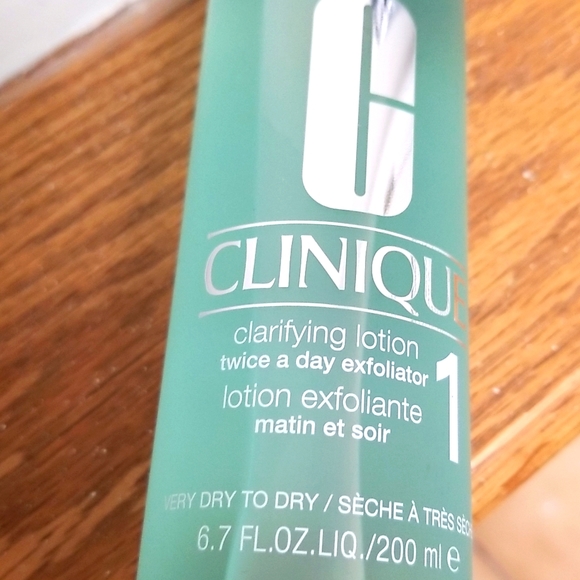 C
CLINIQUE
clarifying lotion
twice a day exfoliator
1
lotion exfoliante
matin et soir
VERY DRY TO DRY / SÈCHE À TRÈS SÈCHE
6.7 FL.OZ.LIQ./200 ml ℮